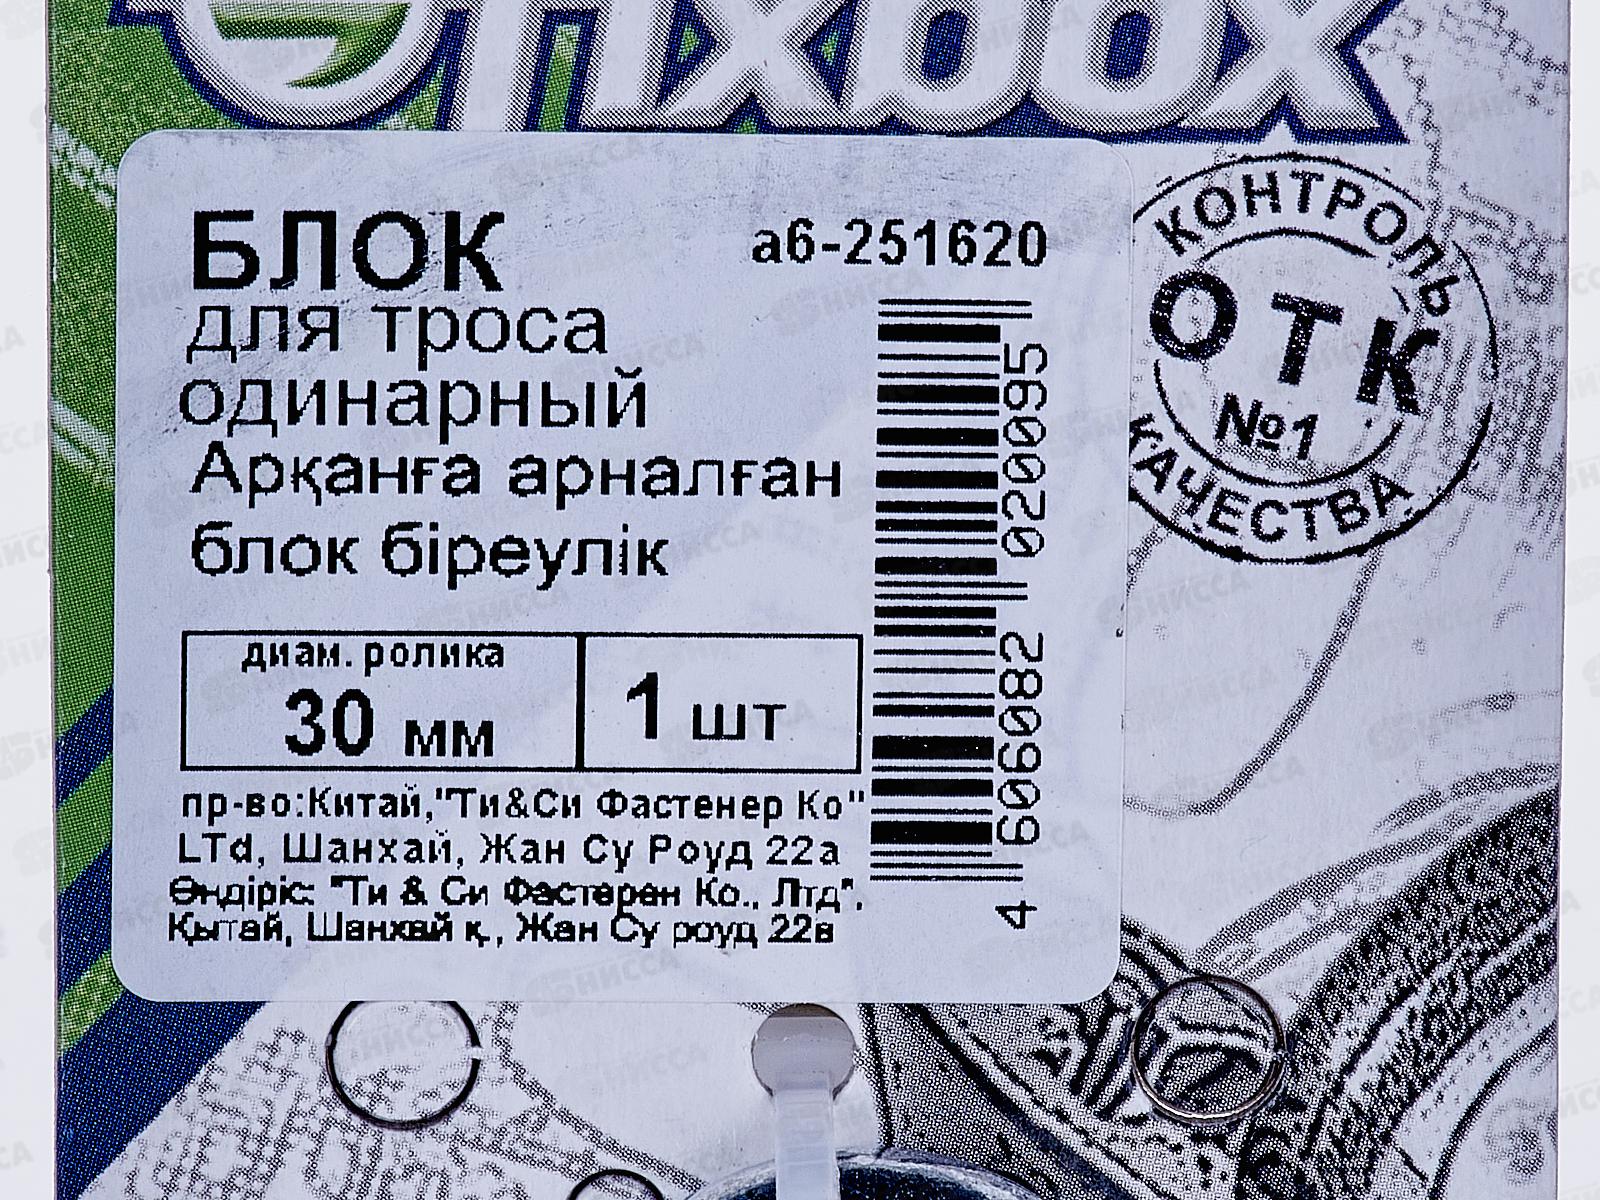 fixbox
БЛОК
а6-251620
для троса
одинарный
Арқанға арналған
блок біреулік
диам. ролика
30 мм
1 шт
пр-во:Китай,"Ти&Си Фастенер Ко"
LTd, Шанхай, Жан Су Роуд 22а
Өндіріс: "Ти & Си Фастерен Ко., Лтд".
Қытай, Шанхай қ., Жан Су роуд 22в
4 606082 020095
КОНТРОЛЬ
ОТК
№1
КАЧЕСТВА